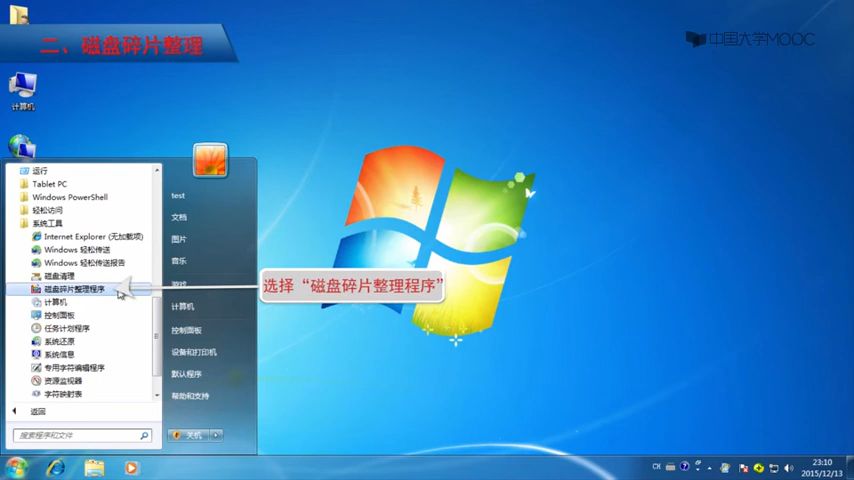 二、磁盘碎片整理
中国大学MOOC
计算机
运行
Tablet PC
Windows PowerShell
轻松访问
系统工具
Internet Explorer (无加载项)
Windows 轻松传送
Windows 轻松传送报告
磁盘清理
磁盘碎片整理程序
计算机
控制面板
任务计划程序
系统还原
系统信息
专用字符编辑程序
资源监视器
字符映射表
返回
搜索程序和文件
test
文档
图片
音乐
游戏
计算机
控制面板
设备和打印机
默认程序
帮助和支持
关机
选择“磁盘碎片整理程序”
CH
23:10
2015/12/13